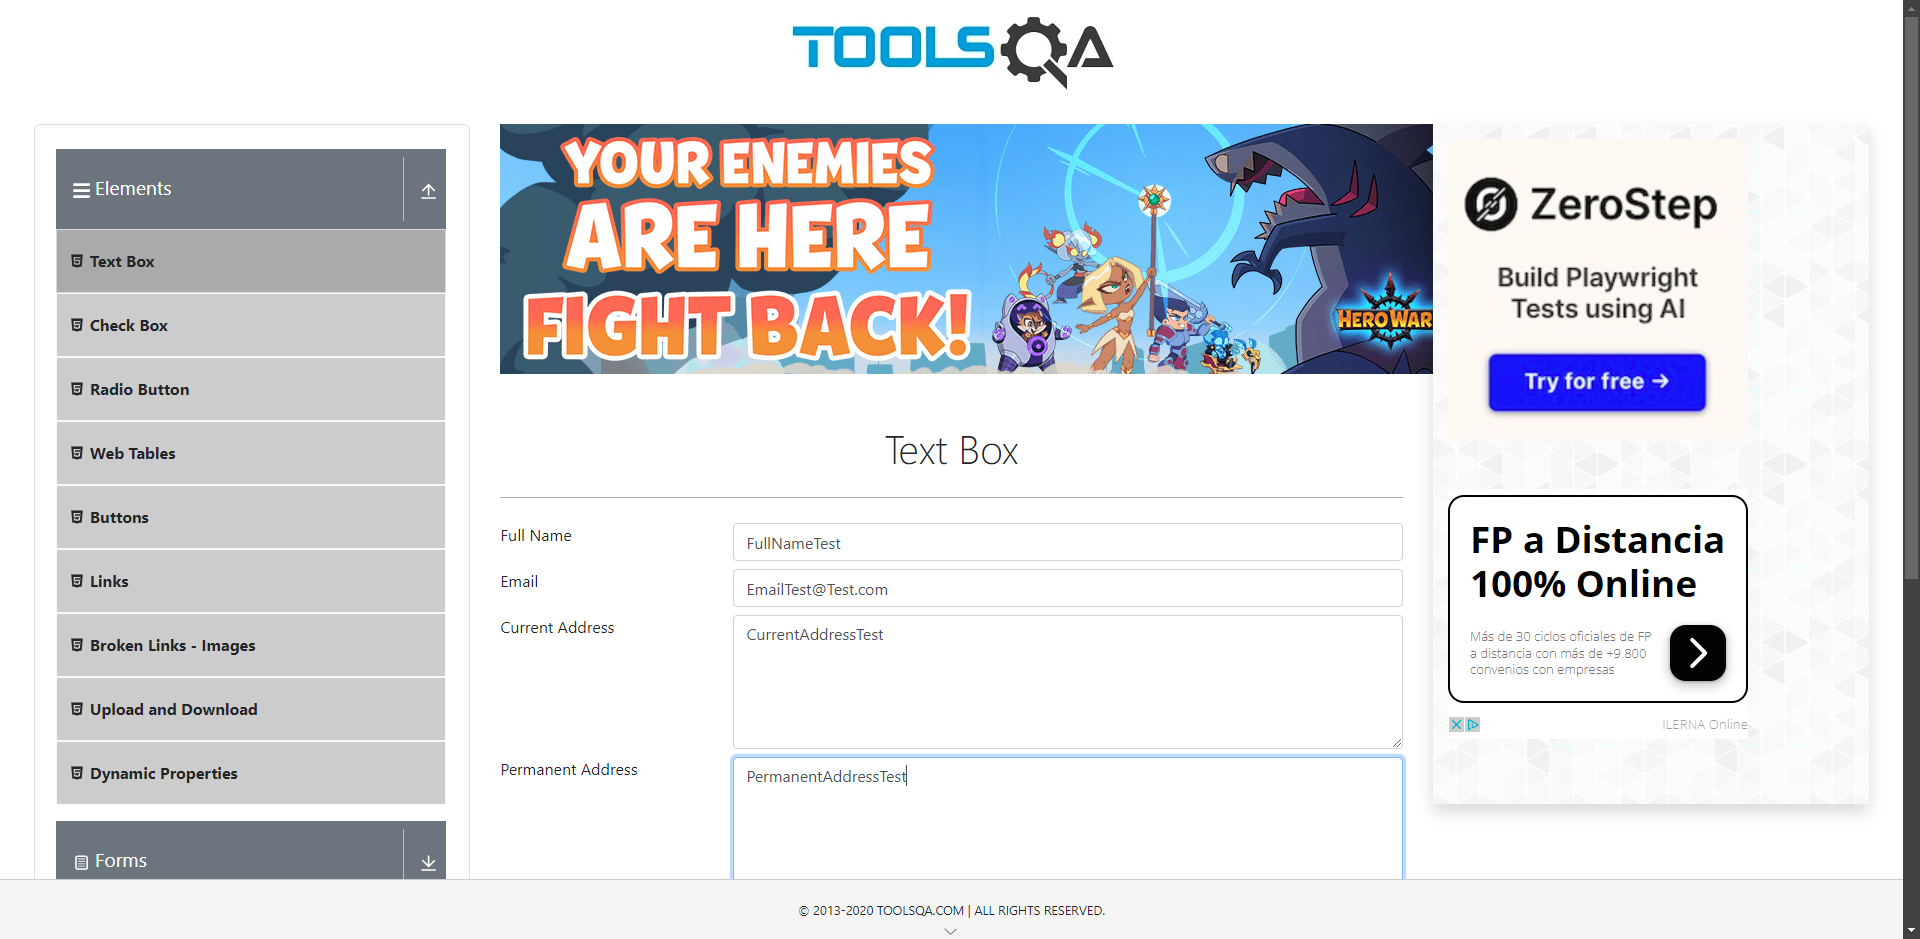 TOOLSQA
Elements
Text Box
Check Box
Radio Button
Web Tables
Buttons
Links
Broken Links - Images
Upload and Download
Dynamic Properties
Forms
YOUR ENEMIES
ARE HERE
FIGHT BACK!
HERO WAR
Text Box
Full Name
FullNameTest
Email
EmailTest@Test.com
Current Address
CurrentAddressTest
Permanent Address
PermanentAddressTest
ZeroStep
Build Playwright
Tests using AI
Try for free →
FP a Distancia
100% Online
Más de 30 ciclos oficiales de FP
a distancia con más de +9.800
convenios con empresas
ILERNA Online
© 2013-2020 TOOLSQA.COM | ALL RIGHTS RESERVED.